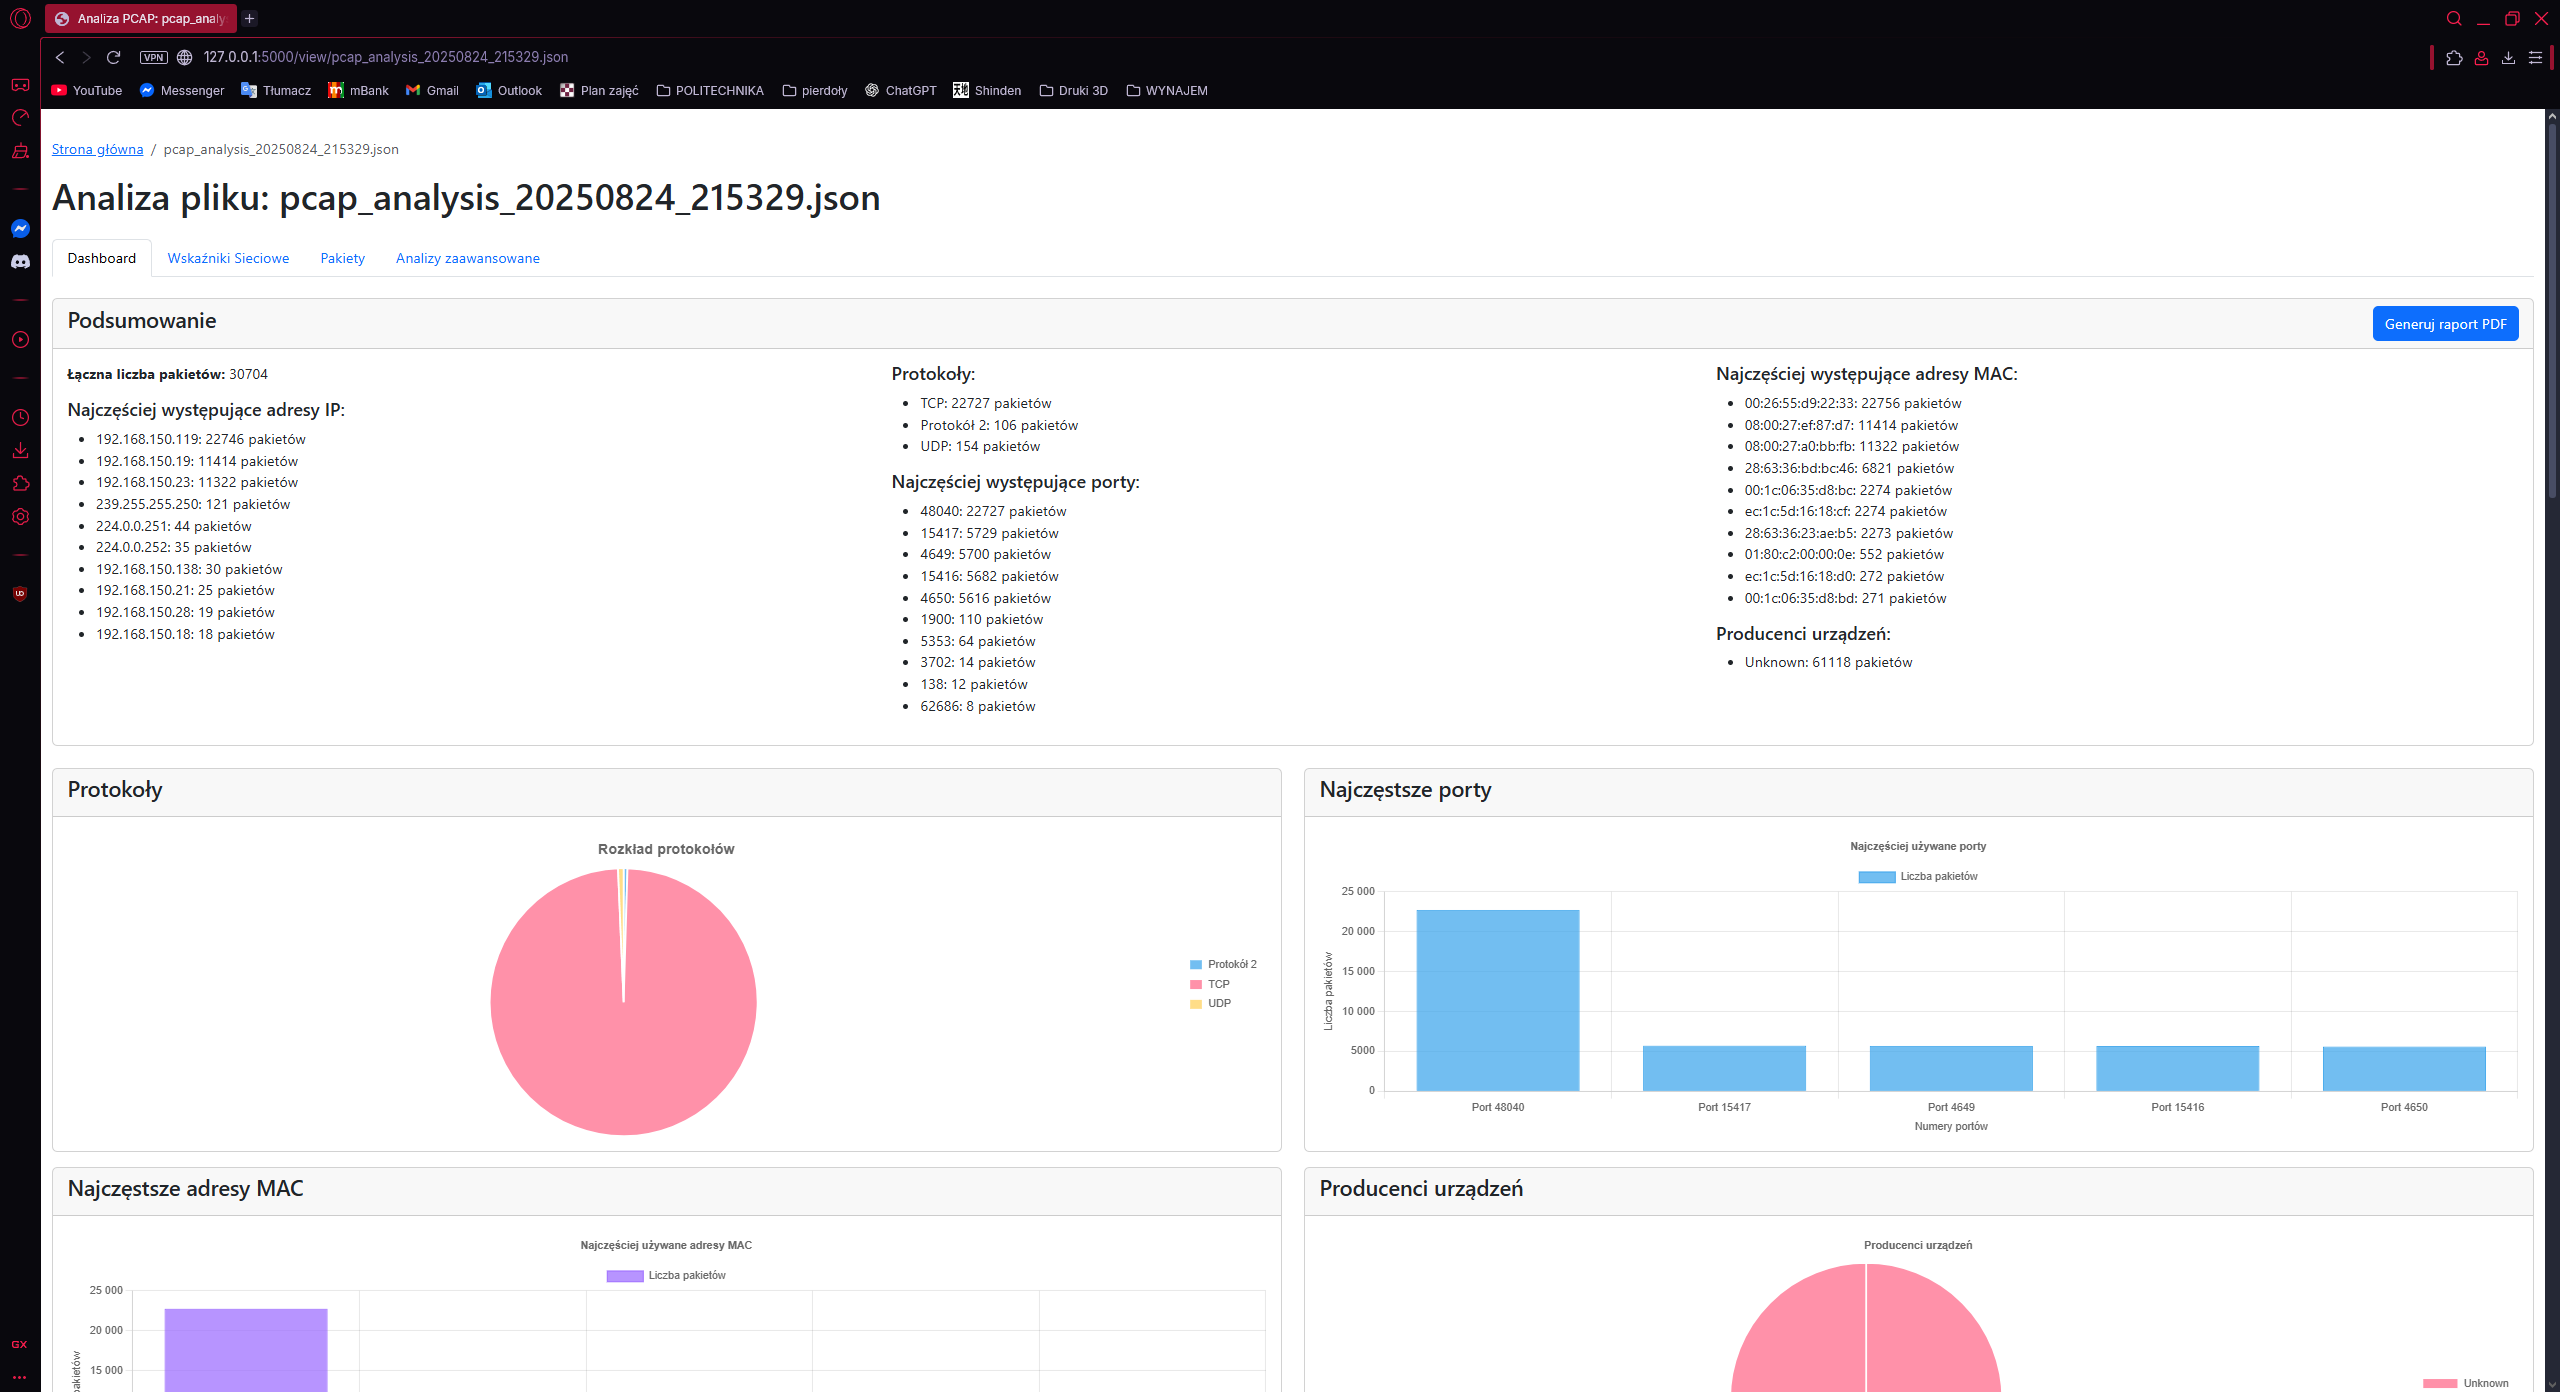 Analiza PCAP: pcap_analy
VPN
127.0.0.1:5000/view/pcap_analysis_20250824_215329.json
YouTube
Messenger
Tłumacz
mBank
Gmail
Outlook
Plan zajęć
POLITECHNIKA
pierdoły
ChatGPT
Shinden
Druki 3D
WYNAJEM
Strona główna / pcap_analysis_20250824_215329.json
Analiza pliku: pcap_analysis_20250824_215329.json
Dashboard
Wskaźniki Sieciowe
Pakiety
Analizy zaawansowane
Podsumowanie
Generuj raport PDF
Łączna liczba pakietów: 30704
Najczęściej występujące adresy IP:
192.168.150.119: 22746 pakietów
192.168.150.19: 11414 pakietów
192.168.150.23: 11322 pakietów
239.255.255.250: 121 pakietów
224.0.0.251: 44 pakietów
224.0.0.252: 35 pakietów
192.168.150.138: 30 pakietów
192.168.150.21: 25 pakietów
192.168.150.28: 19 pakietów
192.168.150.18: 18 pakietów
Protokoły:
TCP: 22727 pakietów
Protokół 2: 106 pakietów
UDP: 154 pakietów
Najczęściej występujące porty:
48040: 22727 pakietów
15417: 5729 pakietów
4649: 5700 pakietów
15416: 5682 pakietów
4650: 5616 pakietów
1900: 110 pakietów
5353: 64 pakietów
3702: 14 pakietów
138: 12 pakietów
62686: 8 pakietów
Najczęściej występujące adresy MAC:
00:26:55:d9:22:33: 22756 pakietów
08:00:27:ef:87:d7: 11414 pakietów
08:00:27:a0:bb:fb: 11322 pakietów
28:63:36:bd:bc:46: 6821 pakietów
00:1c:06:35:d8:bc: 2274 pakietów
ec:1c:5d:16:18:cf: 2274 pakietów
28:63:36:23:ae:b5: 2273 pakietów
01:80:c2:00:00:0e: 552 pakietów
ec:1c:5d:16:18:d0: 272 pakietów
00:1c:06:35:d8:bd: 271 pakietów
Producenci urządzeń:
Unknown: 61118 pakietów
Protokoły
Rozkład protokołów
Protokół 2
TCP
UDP
Najczęstsze porty
Najczęściej używane porty
Liczba pakietów
25 000
20 000
15 000
10 000
5000
0
Liczba pakietów
Port 48040
Port 15417
Port 4649
Port 15416
Port 4650
Numery portów
Najczęstsze adresy MAC
Najczęściej używane adresy MAC
Liczba pakietów
25 000
20 000
15 000
pakietów
Producenci urządzeń
Producenci urządzeń
Unknown
GX